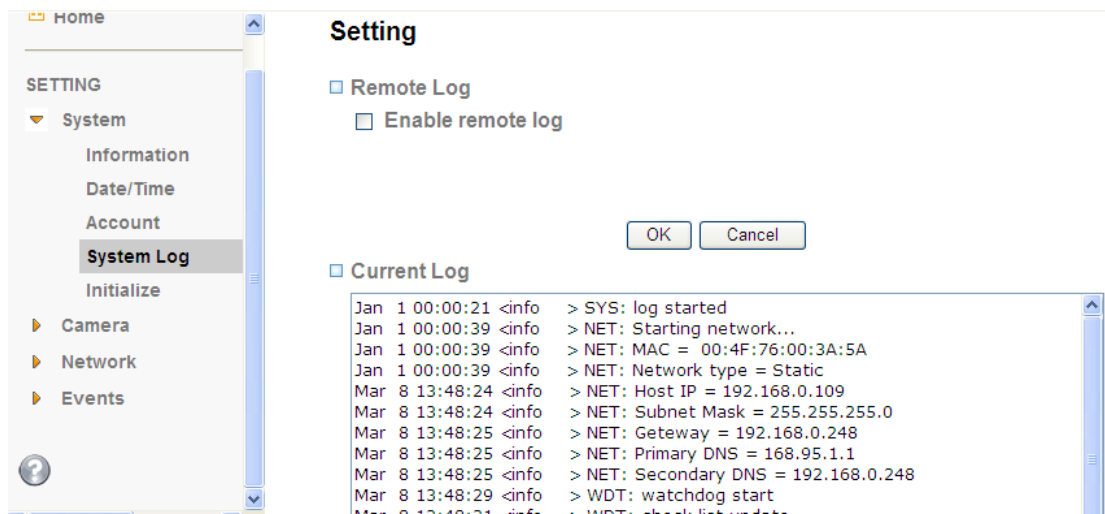 Home
SETTING
System
Information
Date/Time
Account
System Log
Initialize
Camera
Network
Events
?
Setting
Remote Log
Enable remote log
OK Cancel
Current Log
Jan 1 00:00:21 <info > SYS: log started
Jan 1 00:00:39 <info > NET: Starting network...
Jan 1 00:00:39 <info > NET: MAC = 00:4F:76:00:3A:5A
Jan 1 00:00:39 <info > NET: Network type = Static
Mar 8 13:48:24 <info > NET: Host IP = 192.168.0.109
Mar 8 13:48:24 <info > NET: Subnet Mask = 255.255.255.0
Mar 8 13:48:25 <info > NET: Geteway = 192.168.0.248
Mar 8 13:48:25 <info > NET: Primary DNS = 168.95.1.1
Mar 8 13:48:25 <info > NET: Secondary DNS = 192.168.0.248
Mar 8 13:48:29 <info > WDT: watchdog start